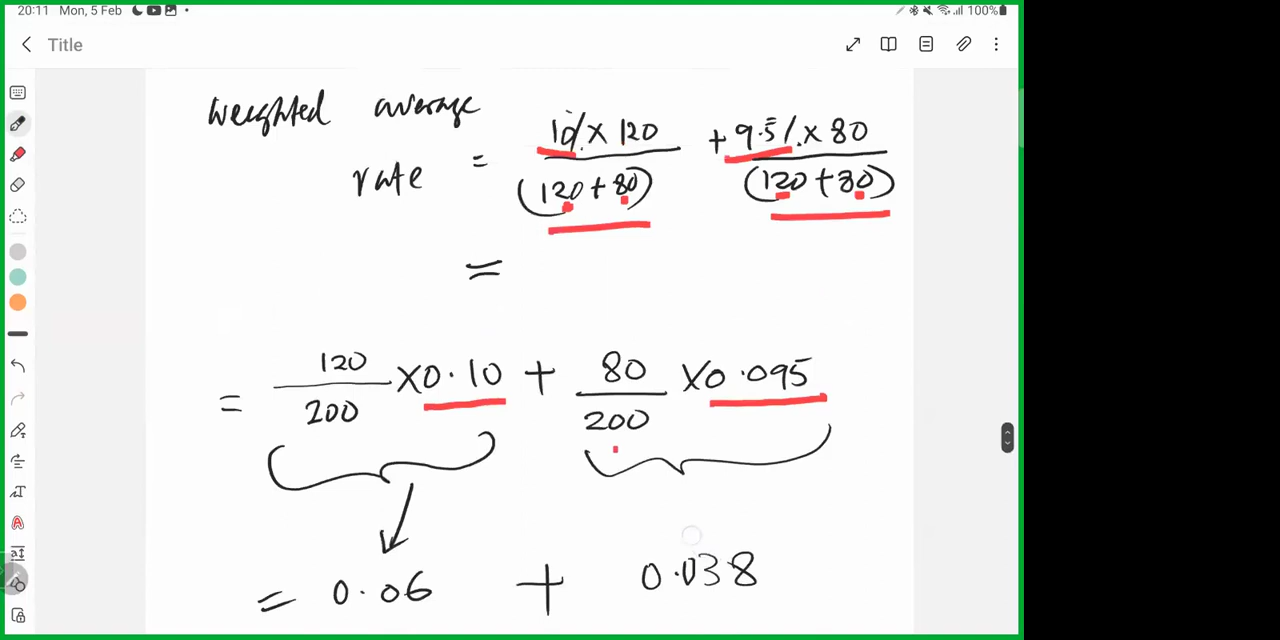 20:11 Mon, 5 Feb 100%
Title
weighted average
rate = 10% X 120 / (120 + 80) + 9.5% X 80 / (120 + 80)
=
= 120/200 X 0.10 + 80/200 X 0.095
= 0.06 + 0.038